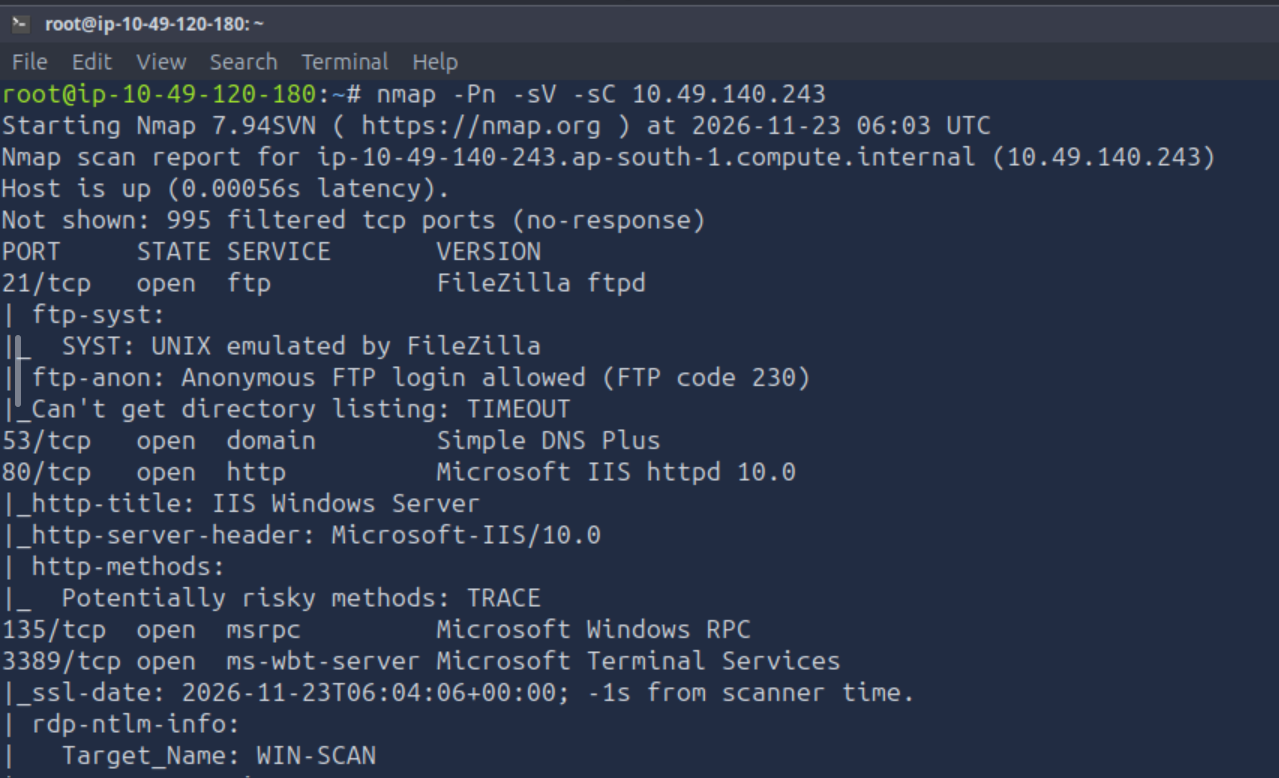 root@ip-10-49-120-180: ~
File Edit View Search Terminal Help
root@ip-10-49-120-180:~# nmap -Pn -sV -sC 10.49.140.243
Starting Nmap 7.94SVN ( https://nmap.org ) at 2026-11-23 06:03 UTC
Nmap scan report for ip-10-49-140-243.ap-south-1.compute.internal (10.49.140.243)
Host is up (0.00056s latency).
Not shown: 995 filtered tcp ports (no-response)
PORT     STATE SERVICE       VERSION
21/tcp   open  ftp           FileZilla ftpd
| ftp-syst:
|_  SYST: UNIX emulated by FileZilla
| ftp-anon: Anonymous FTP login allowed (FTP code 230)
|_Can't get directory listing: TIMEOUT
53/tcp   open  domain        Simple DNS Plus
80/tcp   open  http          Microsoft IIS httpd 10.0
|_http-title: IIS Windows Server
|_http-server-header: Microsoft-IIS/10.0
| http-methods:
|_  Potentially risky methods: TRACE
135/tcp  open  msrpc         Microsoft Windows RPC
3389/tcp open  ms-wbt-server Microsoft Terminal Services
|_ssl-date: 2026-11-23T06:04:06+00:00; -1s from scanner time.
| rdp-ntlm-info:
|   Target_Name: WIN-SCAN